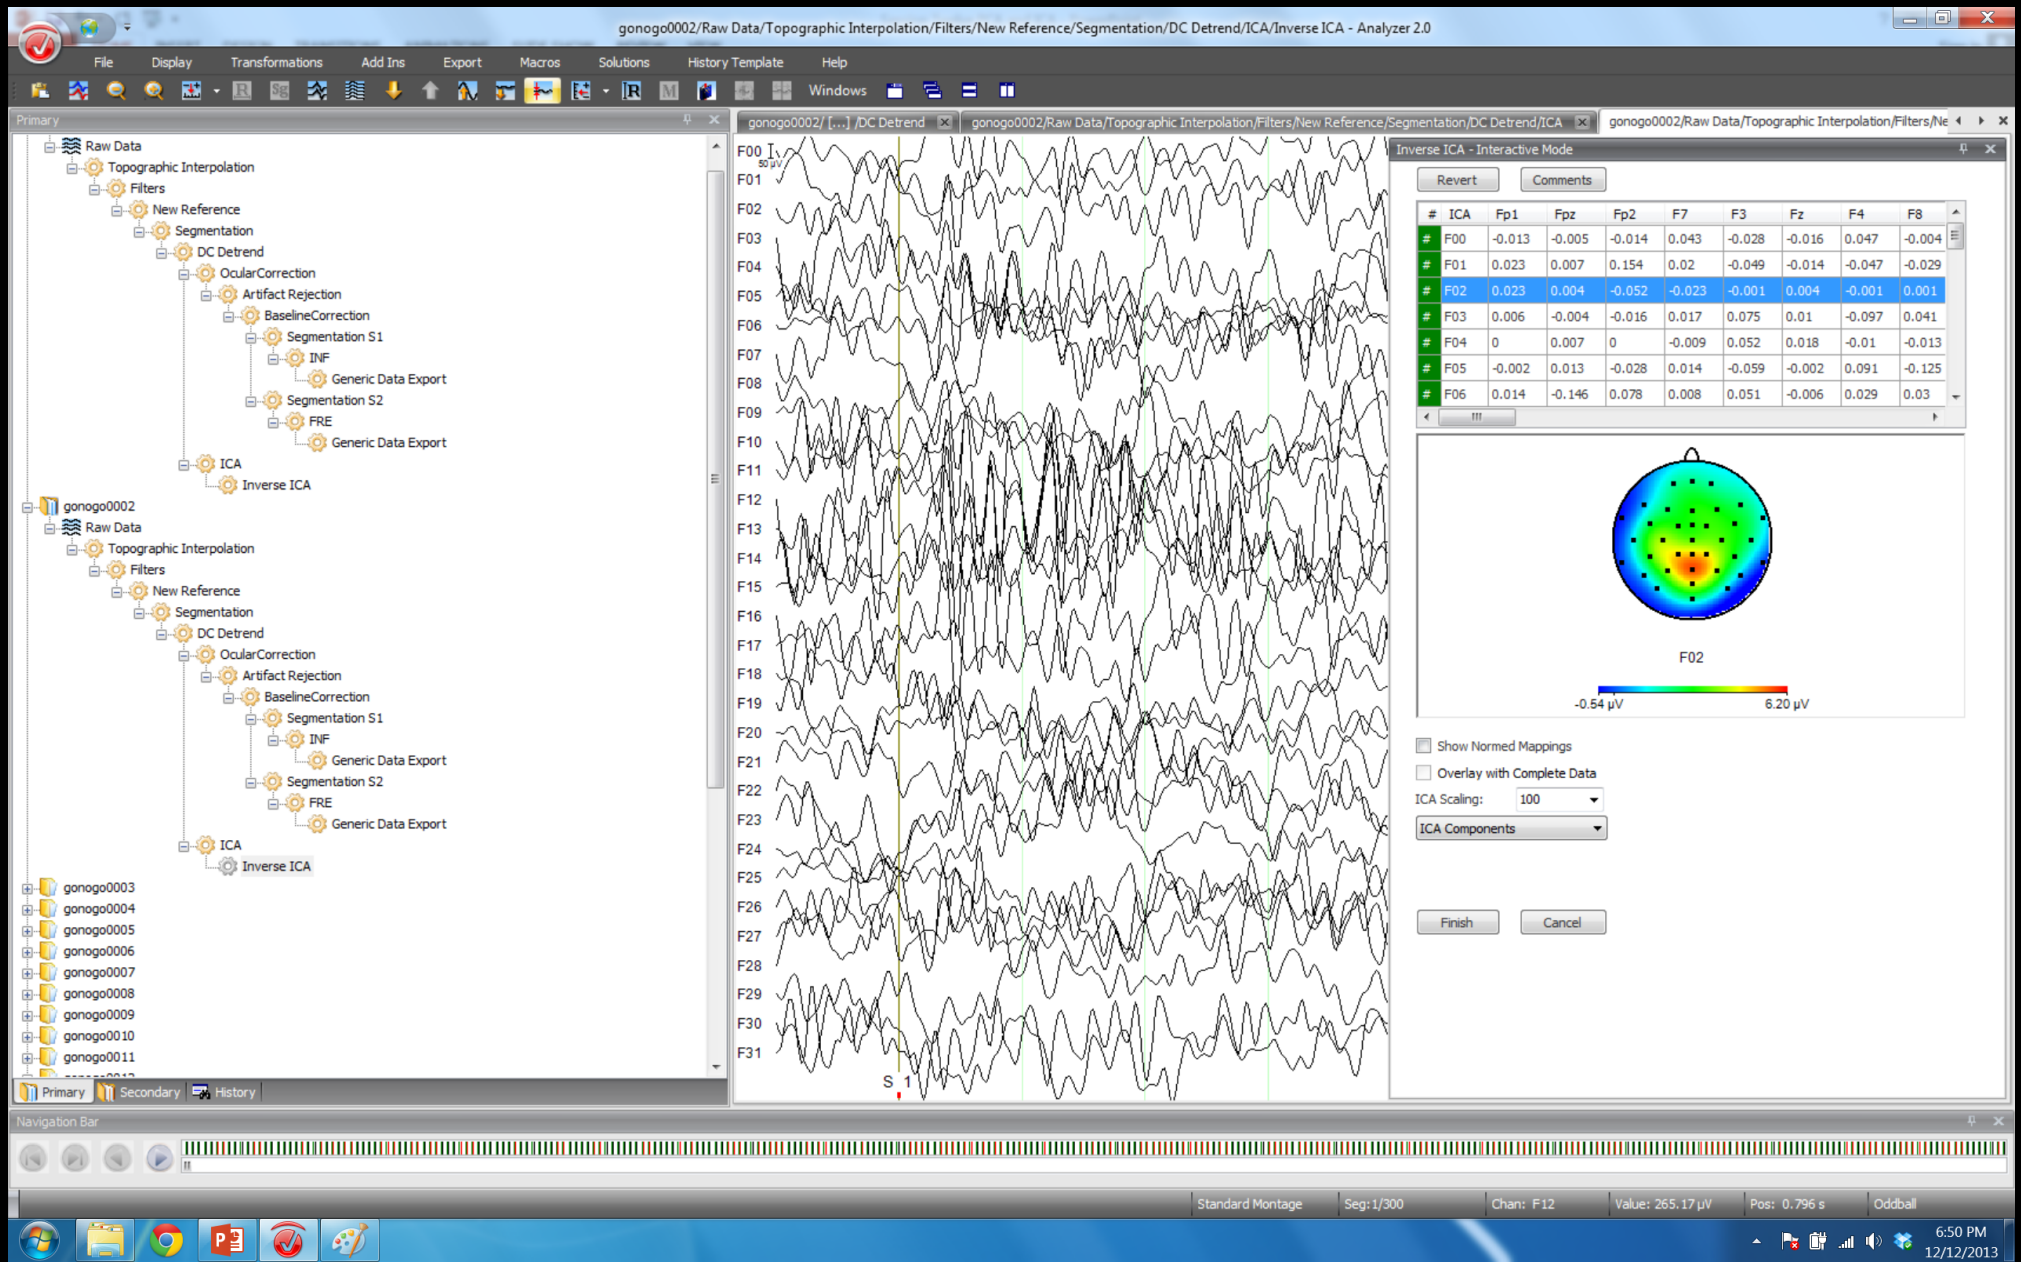 gonogo0002/Raw Data/Topographic Interpolation/Filters/New Reference/Segmentation/DC Detrend/ICA/Inverse ICA - Analyzer 2.0
File Display Transformations Add Ins Export Macros Solutions History Template Help
Windows
Primary
gonogo0002/ [...] /DC Detrend
gonogo0002/Raw Data/Topographic Interpolation/Filters/New Reference/Segmentation/DC Detrend/ICA
gonogo0002/Raw Data/Topographic Interpolation/Filters/Ne
Raw Data
Topographic Interpolation
Filters
New Reference
Segmentation
DC Detrend
OcularCorrection
Artifact Rejection
BaselineCorrection
Segmentation S1
INF
Generic Data Export
Segmentation S2
FRE
Generic Data Export
ICA
Inverse ICA
gonogo0002
Raw Data
Topographic Interpolation
Filters
New Reference
Segmentation
DC Detrend
OcularCorrection
Artifact Rejection
BaselineCorrection
Segmentation S1
INF
Generic Data Export
Segmentation S2
FRE
Generic Data Export
ICA
Inverse ICA
gonogo0003
gonogo0004
gonogo0005
gonogo0006
gonogo0007
gonogo0008
gonogo0009
gonogo0010
gonogo0011
Primary Secondary History
F00
50 µV
F01
F02
F03
F04
F05
F06
F07
F08
F09
F10
F11
F12
F13
F14
F15
F16
F17
F18
F19
F20
F21
F22
F23
F24
F25
F26
F27
F28
F29
F30
F31
S 1
Inverse ICA - Interactive Mode
Revert Comments
# ICA Fp1 Fpz Fp2 F7 F3 Fz F4 F8
# F00 -0.013 -0.005 -0.014 0.043 -0.028 -0.016 0.047 -0.004
# F01 0.023 0.007 0.154 0.02 -0.049 -0.014 -0.047 -0.029
# F02 0.023 0.004 -0.052 -0.023 -0.001 0.004 -0.001 0.001
# F03 0.006 -0.004 -0.016 0.017 0.075 0.01 -0.097 0.041
# F04 0 0.007 0 -0.009 0.052 0.018 -0.01 -0.013
# F05 -0.002 0.013 -0.028 0.014 -0.059 -0.002 0.091 -0.125
# F06 0.014 -0.146 0.078 0.008 0.051 -0.006 0.029 0.03
F02
-0.54 µV 6.20 µV
Show Normed Mappings
Overlay with Complete Data
ICA Scaling: 100
ICA Components
Finish Cancel
Navigation Bar
Standard Montage Seg: 1/300 Chan: F12 Value: 265.17 µV Pos: 0.796 s Oddball
6:50 PM
12/12/2013